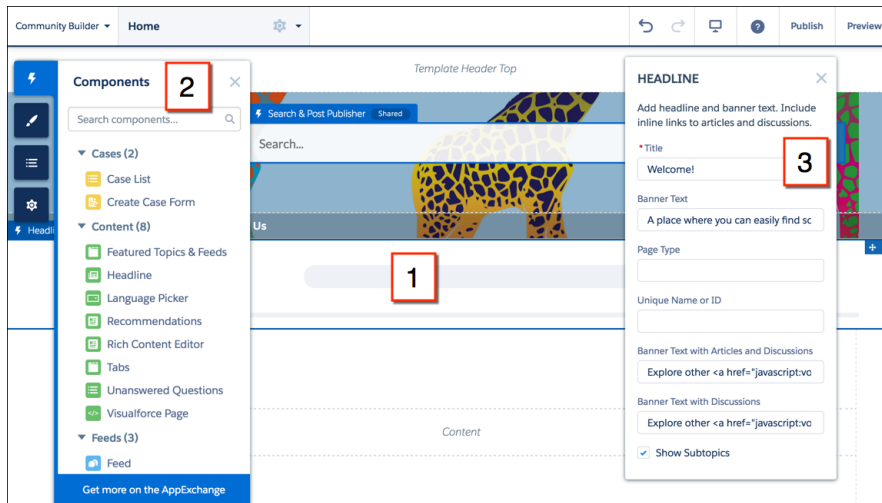 Community Builder
Home
Publish
Preview
Template Header Top
Components
2
Search components...
Cases (2)
Case List
Create Case Form
Content (8)
Featured Topics & Feeds
Headline
Language Picker
Recommendations
Rich Content Editor
Tabs
Unanswered Questions
Visualforce Page
Feeds (3)
Feed
Get more on the AppExchange
Search & Post Publisher Shared
Search...
Us
1
Content
HEADLINE
Add headline and banner text. Include
inline links to articles and discussions.
*Title
3
Welcome!
Banner Text
A place where you can easily find sc
Page Type
Unique Name or ID
Banner Text with Articles and Discussions
Explore other <a href="javascript:vo
Banner Text with Discussions
Explore other <a href="javascript:vo
Show Subtopics